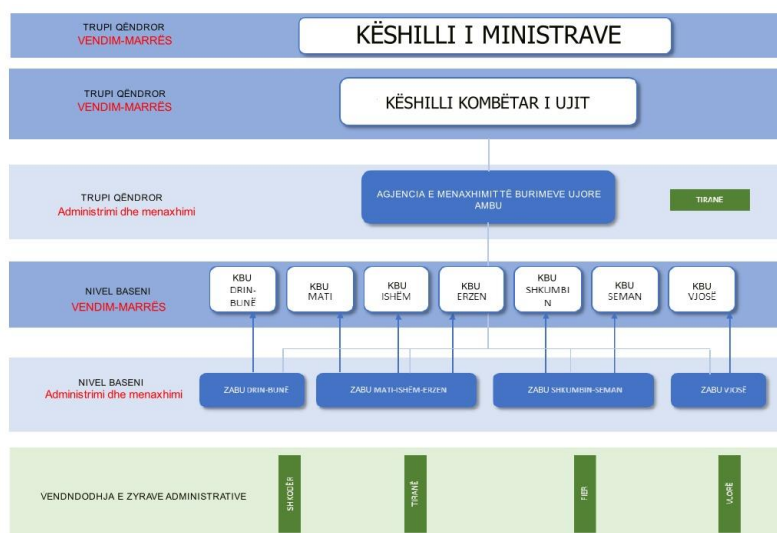 TRUPI QËNDROR
VENDIM-MARRËS
KËSHILLI I MINISTRAVE
TRUPI QËNDROR
VENDIM-MARRËS
KËSHILLI KOMBËTAR I UJIT
TRUPI QËNDROR
Administrimi dhe menaxhimi
AGJENCIA E MENAXHIMIT TË BURIMEVE UJORE
AMBU
TIRANË
NIVEL BASENI
VENDIM-MARRËS
KBU
DRIN-
BUNË
KBU
MATI
KBU
ISHËM
KBU
ERZEN
KBU
SHKUMBI
N
KBU
SEMAN
KBU
VJOSË
NIVEL BASENI
Administrimi dhe menaxhimi
ZABU DRIN-BUNË
ZABU MATI-ISHËM-ERZEN
ZABU SHKUMBIN-SEMAN
ZABU VJOSË
VENDNDODHJA E ZYRAVE ADMINISTRATIVE
SHKODËR
TIRANË
FIER
VLORË